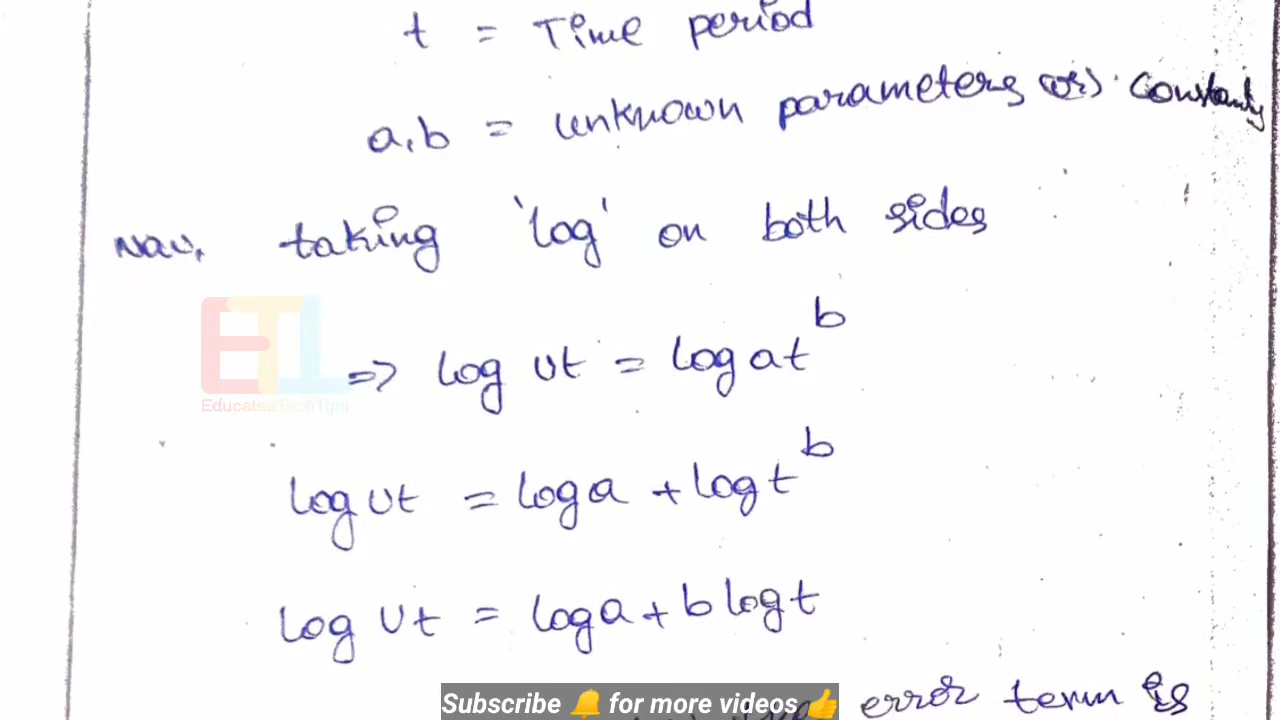 t = Time period
a,b = unknown parameters (or) constants
Now, taking 'log' on both sides
EducatedTechTips
=> log Ut = log at^b
log Ut = log a + log t^b
log Ut = log a + b log t
error term is
Subscribe 🔔 for more videos 👍